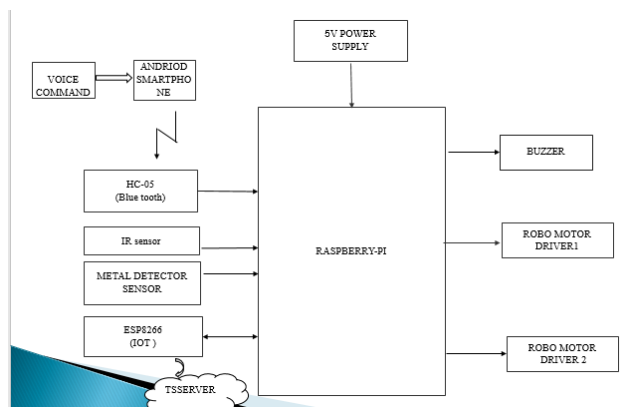 5V POWER
SUPPLY
VOICE
COMMAND
ANDRIOD
SMARTPHO
NE
HC-05
(Blue tooth)
IR sensor
METAL DETECTOR
SENSOR
ESP8266
(IOT )
TSSERVER
RASPBERRY-PI
BUZZER
ROBO MOTOR
DRIVER1
ROBO MOTOR
DRIVER 2